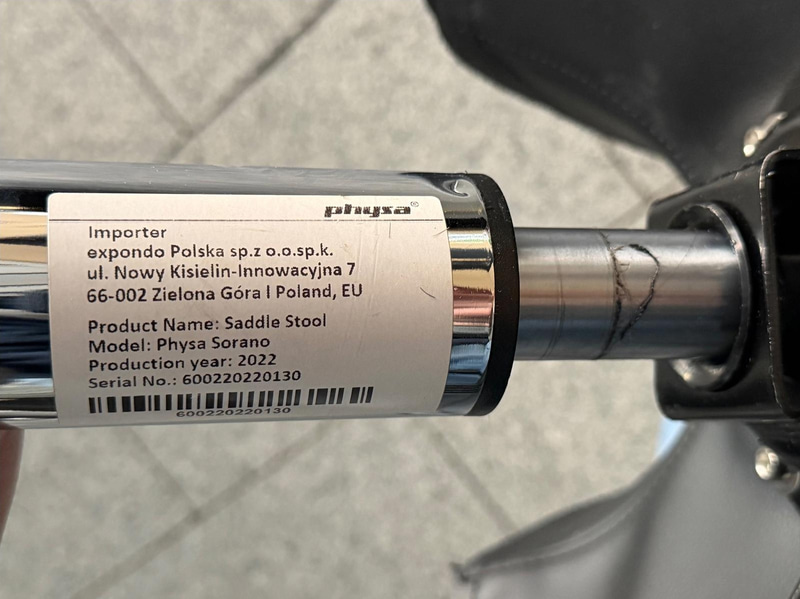 physa®
Importer
expondo Polska sp.z o.o.sp.k.
ul. Nowy Kisielin-Innowacyjna 7
66-002 Zielona Góra I Poland, EU
Product Name: Saddle Stool
Model: Physa Sorano
Production year: 2022
Serial No.: 600220220130
600220220130